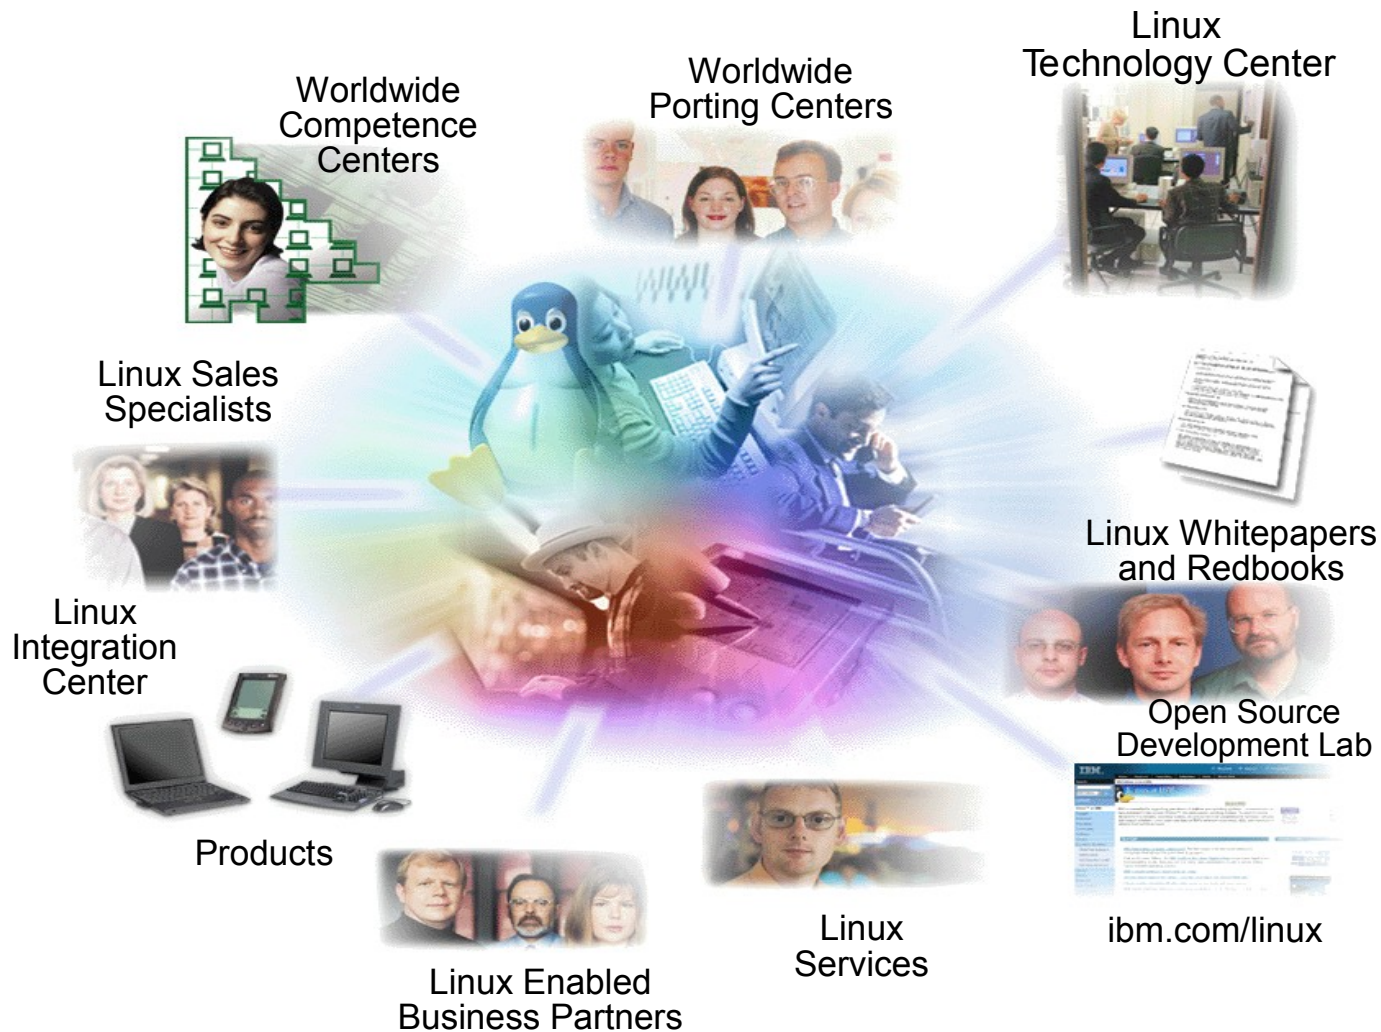 Linux
Technology Center
Worldwide
Porting Centers
Worldwide
Competence
Centers
Linux Sales
Specialists
Linux Whitepapers
and Redbooks
Linux
Integration
Center
Open Source
Development Lab
IBM
Products
ibm.com/linux
Linux
Services
Linux Enabled
Business Partners